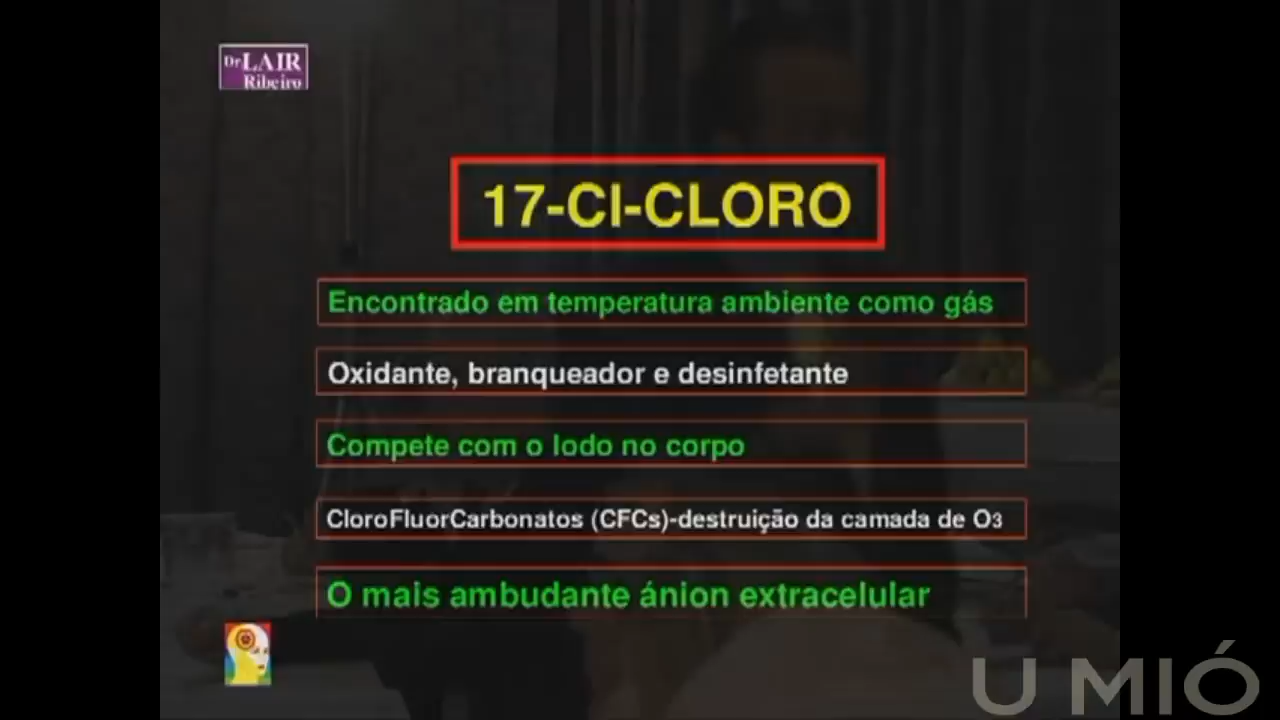 Dr LAIR
Ribeiro
17-Cl-CLORO
Encontrado em temperatura ambiente como gás
Oxidante, branqueador e desinfetante
Compete com o Iodo no corpo
CloroFluorCarbonatos (CFCs)-destruição da camada de O3
O mais ambudante ánion extracelular
U MIÓ